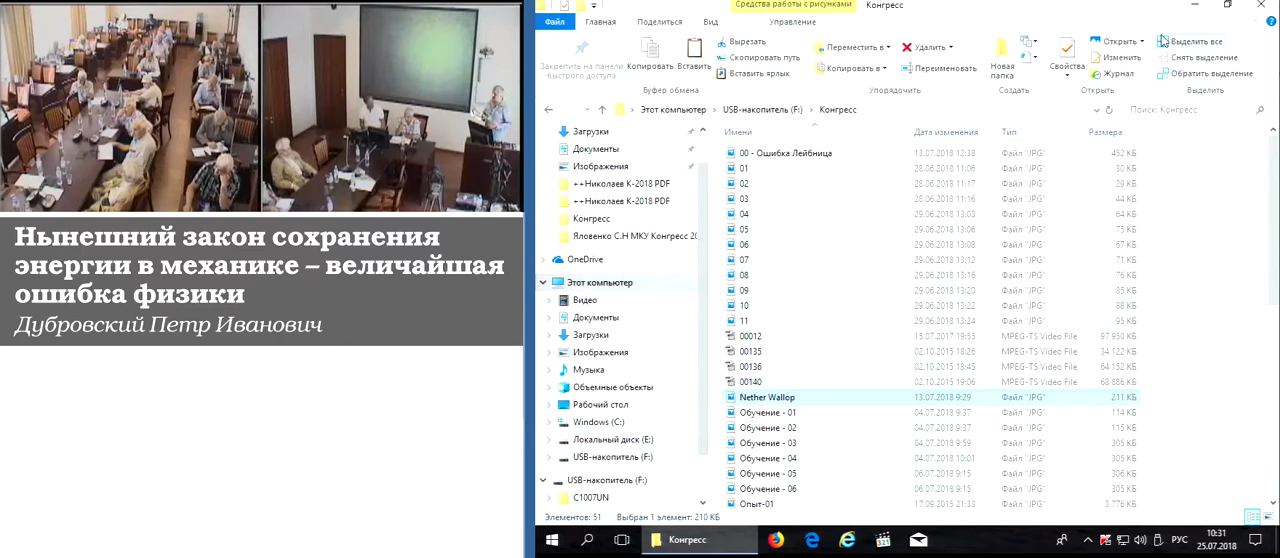 Нынешний закон сохранения
энергии в механике – величайшая
ошибка физики
Дубровский Петр Иванович
Средства работы с рисунками
Конгресс
Файл
Главная
Поделиться
Вид
Управление
Закрепить на панели
быстрого доступа
Копировать
Вставить
Вырезать
Скопировать путь
Вставить ярлык
Буфер обмена
Переместить в
Копировать в
Удалить
Переименовать
Упорядочить
Новая
папка
Создать
Свойства
Открыть
Изменить
Журнал
Открыть
Выделить все
Снять выделение
Обратить выделение
Выделить
Этот компьютер > USB-накопитель (F:) > Конгресс
Поиск: Конгресс
Загрузки
Документы
Изображения
++Николаев К-2018 PDF
++Николаев К-2018 PDF
Конгресс
Яловенко С.Н МКУ Конгресс 20
OneDrive
Этот компьютер
Видео
Документы
Загрузки
Изображения
Музыка
Объемные объекты
Рабочий стол
Windows (C:)
Локальный диск (E:)
USB-накопитель (F:)
USB-накопитель (F:)
C1007UN
Имени Дата изменения Тип Размера
00 - Ошибка Лейбница 13.07.2018 12:38 Файл "JPG" 452 КБ
01 28.06.2018 11:06 Файл "JPG" 30 КБ
02 28.06.2018 11:17 Файл "JPG" 29 КБ
03 28.06.2018 11:16 Файл "JPG" 44 КБ
04 29.06.2018 13:03 Файл "JPG" 64 КБ
05 29.06.2018 13:03 Файл "JPG" 75 КБ
06 29.06.2018 13:08 Файл "JPG" 67 КБ
07 29.06.2018 13:12 Файл "JPG" 71 КБ
08 29.06.2018 13:16 Файл "JPG" 76 КБ
09 29.06.2018 13:20 Файл "JPG" 85 КБ
10 29.06.2018 13:22 Файл "JPG" 88 КБ
11 29.06.2018 13:24 Файл "JPG" 95 КБ
00012 15.07.2017 19:55 MPEG-TS Video File 97 950 КБ
00135 02.10.2015 18:26 MPEG-TS Video File 34 122 КБ
00136 02.10.2015 18:45 MPEG-TS Video File 64 152 КБ
00140 02.10.2015 19:06 MPEG-TS Video File 68 886 КБ
Nether Wallop 13.07.2018 9:29 Файл "JPG" 211 КБ
Обучение - 01 04.07.2018 9:37 Файл "JPG" 114 КБ
Обучение - 02 04.07.2018 9:37 Файл "JPG" 115 КБ
Обучение - 03 04.07.2018 9:59 Файл "JPG" 305 КБ
Обучение - 04 04.07.2018 10:01 Файл "JPG" 305 КБ
Обучение - 05 06.07.2018 9:15 Файл "JPG" 306 КБ
Обучение - 06 06.07.2018 9:15 Файл "JPG" 305 КБ
Опыт-01 17.09.2015 21:33 Файл "JPG" 3 776 КБ
Элементов: 51 Выбран 1 элемент: 210 КБ
Конгресс
321
РУС
10:31
25.07.2018